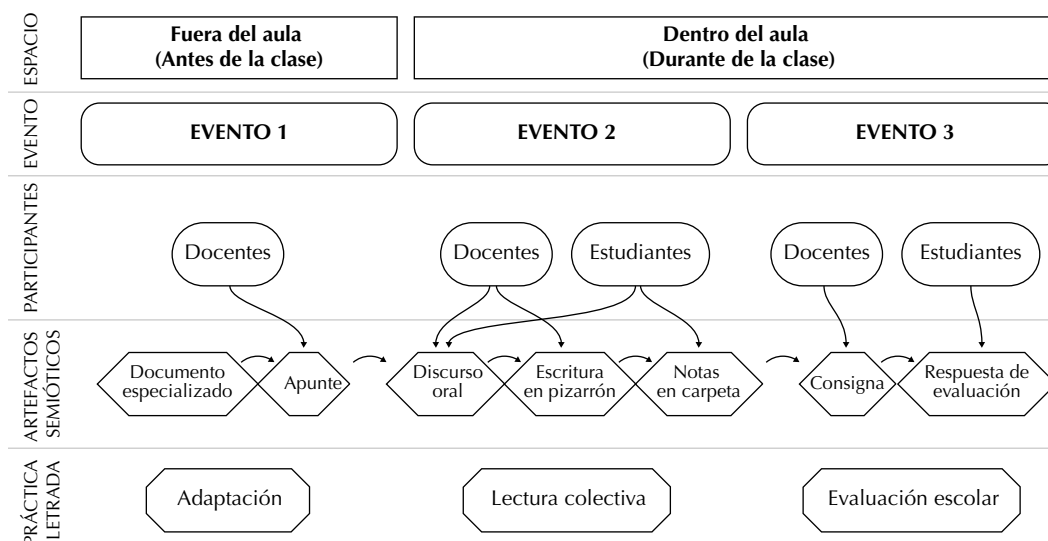 ESPACIO
Fuera del aula
(Antes de la clase)
Dentro del aula
(Durante de la clase)
EVENTO
EVENTO 1
EVENTO 2
EVENTO 3
PARTICIPANTES
Docentes
Docentes
Estudiantes
Docentes
Estudiantes
ARTEFACTOS
SEMIÓTICOS
Documento
especializado
Apunte
Discurso
oral
Escritura
en pizarrón
Notas
en carpeta
Consigna
Respuesta de
evaluación
PRÁCTICA
LETRADA
Adaptación
Lectura colectiva
Evaluación escolar